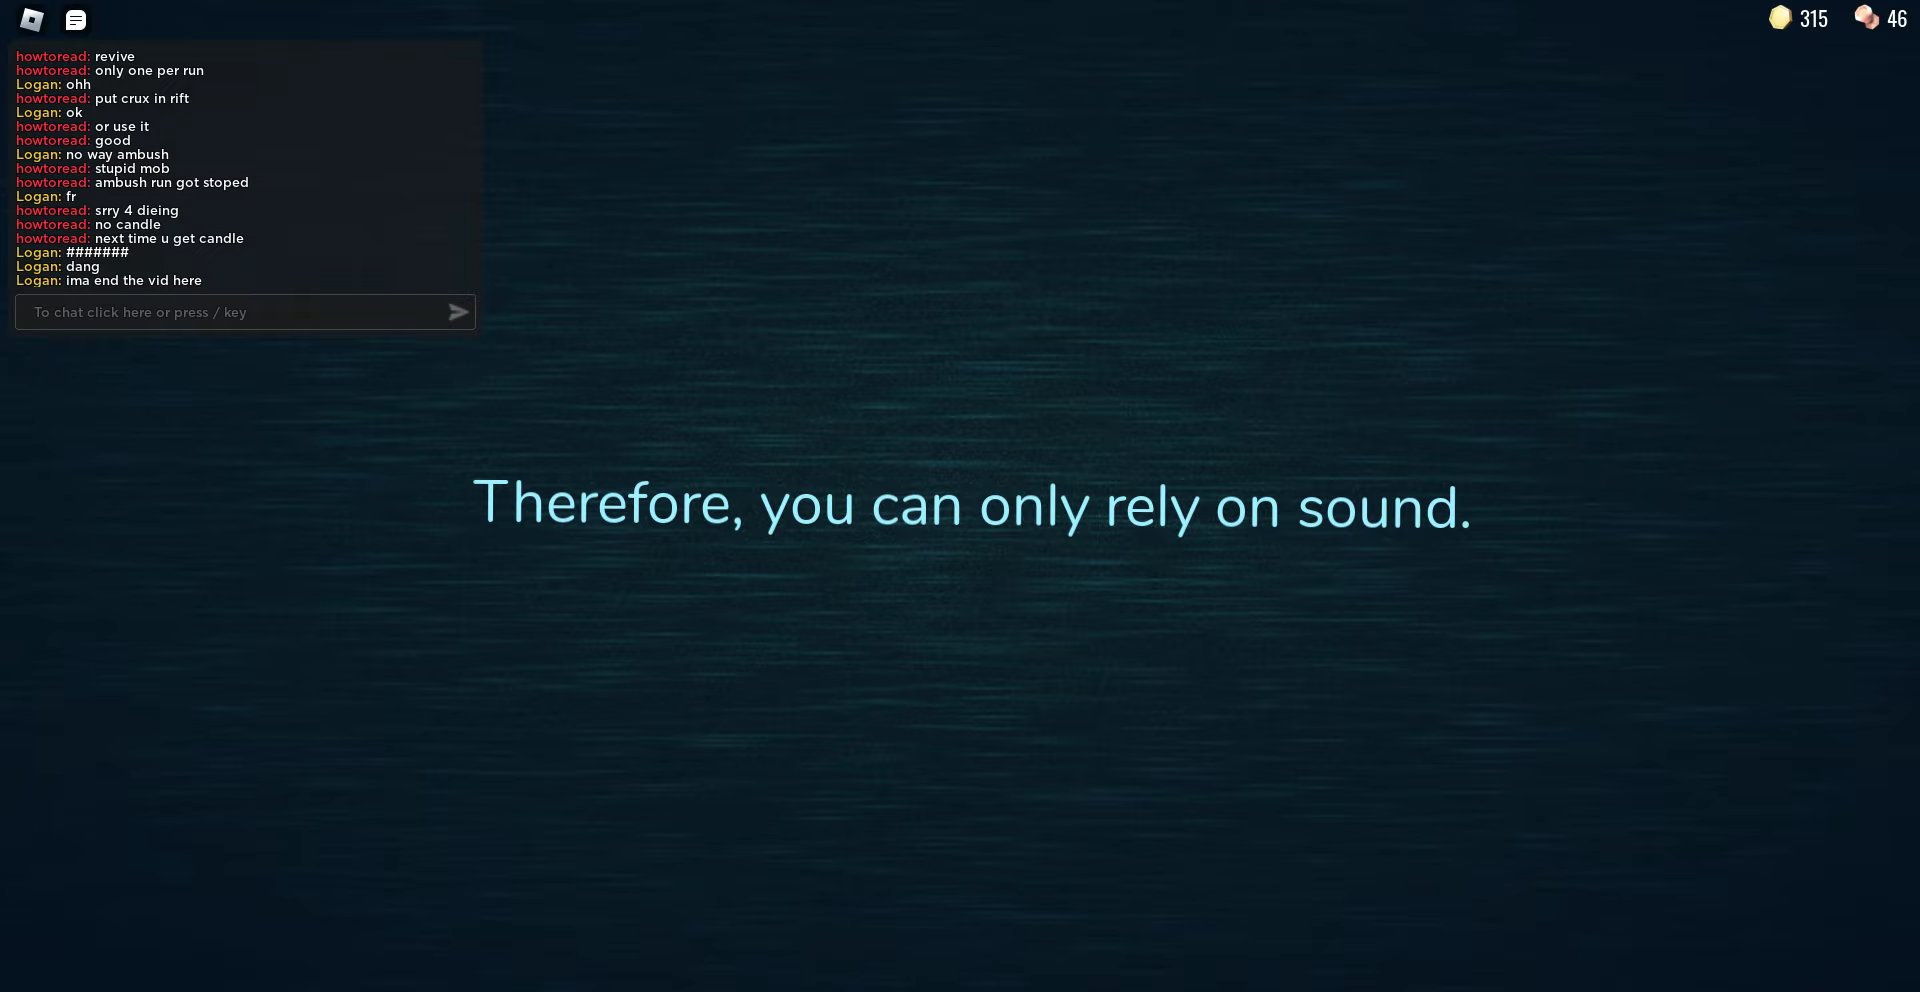 315 46
howtoread: revive
howtoread: only one per run
Logan: ohh
howtoread: put crux in rift
Logan: ok
howtoread: or use it
howtoread: good
Logan: no way ambush
howtoread: stupid mob
howtoread: ambush run got stoped
Logan: fr
howtoread: srry 4 dieing
howtoread: no candle
howtoread: next time u get candle
Logan: #######
Logan: dang
Logan: ima end the vid here
To chat click here or press / key
Therefore, you can only rely on sound.